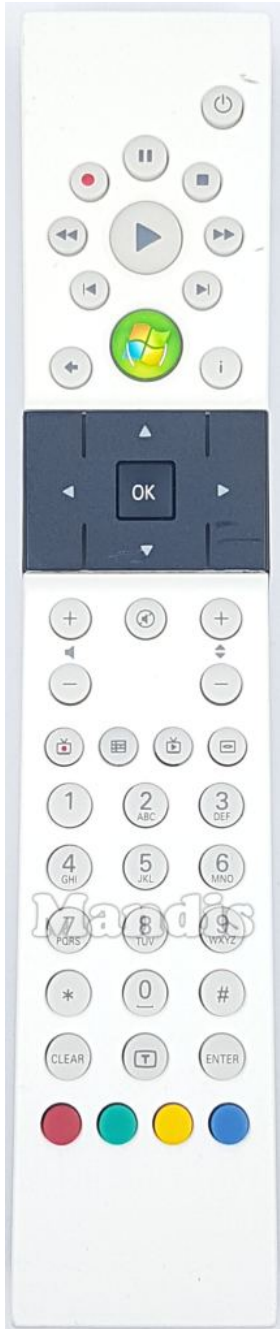 i
OK
+ +
− −
1 2 3
ABC DEF
4 5 6
GHI JKL MNO
Mandis
7 8 9
PQRS TUV WXYZ
* 0 #
CLEAR T ENTER